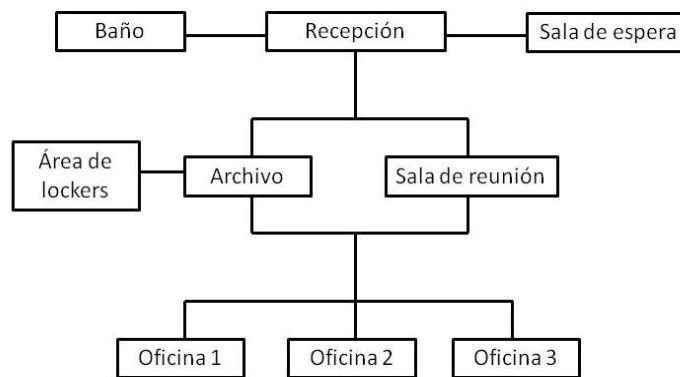 Baño
Recepción
Sala de espera
Área de
lockers
Archivo
Sala de reunión
Oficina 1
Oficina 2
Oficina 3